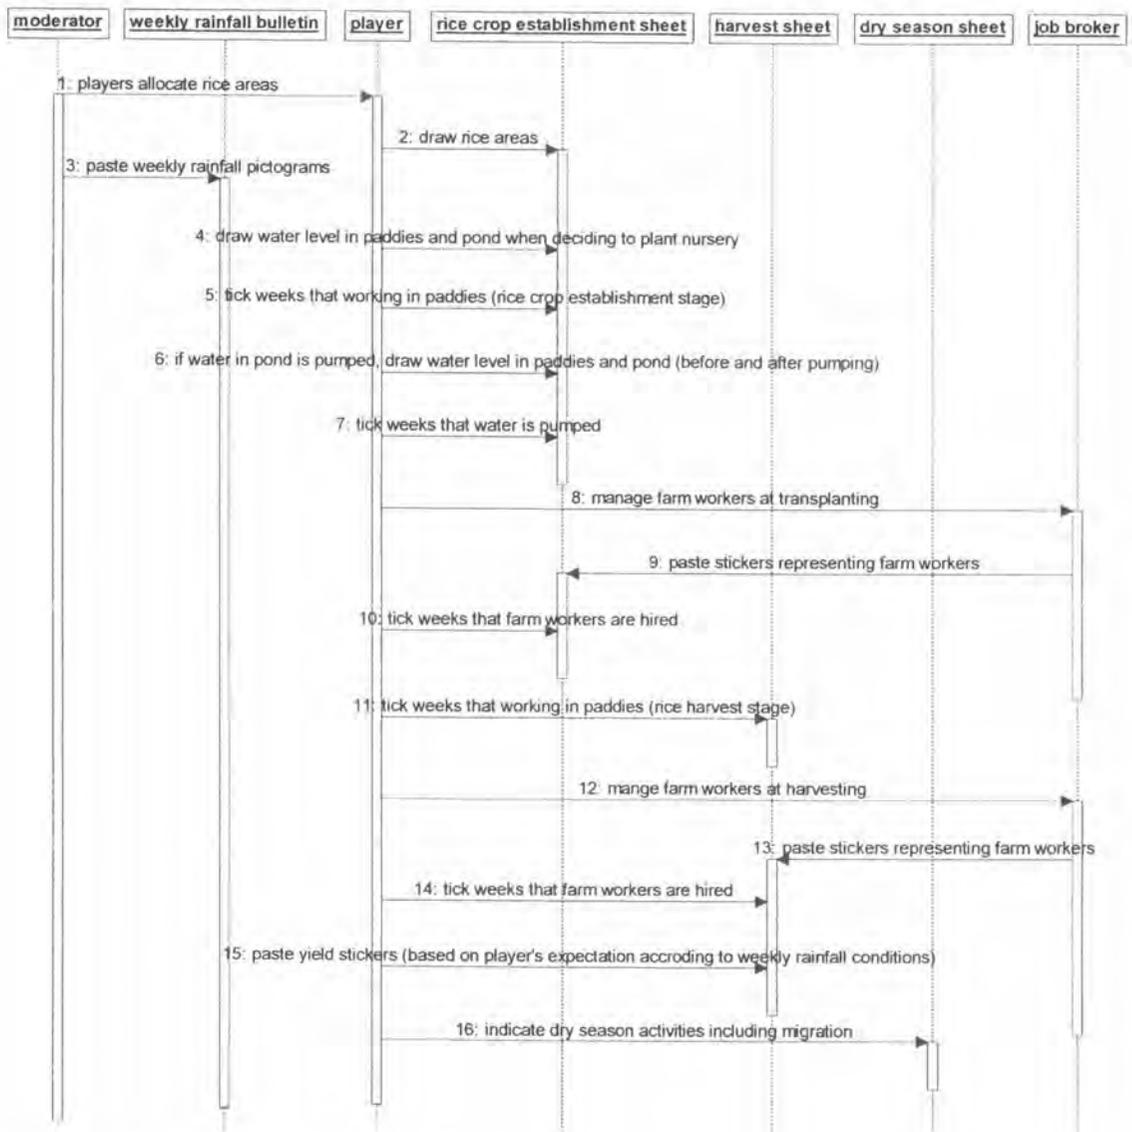 moderator
weekly rainfall bulletin
player
rice crop establishment sheet
harvest sheet
dry season sheet
job broker
1: players allocate rice areas
2: draw rice areas
3: paste weekly rainfall pictograms
4: draw water level in paddies and pond when deciding to plant nursery
5: tick weeks that working in paddies (rice crop establishment stage)
6: if water in pond is pumped, draw water level in paddies and pond (before and after pumping)
7: tick weeks that water is pumped
8: manage farm workers at transplanting
9: paste stickers representing farm workers
10: tick weeks that farm workers are hired
11: tick weeks that working in paddies (rice harvest stage)
12: mange farm workers at harvesting
13: paste stickers representing farm workers
14: tick weeks that farm workers are hired
15: paste yield stickers (based on player's expectation accroding to weekly rainfall conditions)
16: indicate dry season activities including migration